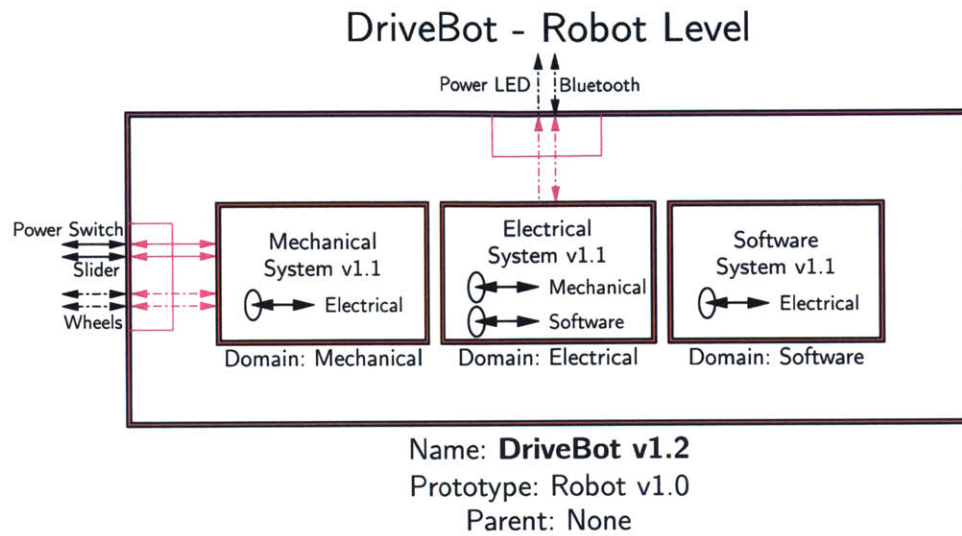 DriveBot - Robot Level
Power LED
Bluetooth
Power Switch
Slider
Wheels
Mechanical
System v1.1
Electrical
Domain: Mechanical
Electrical
System v1.1
Mechanical
Software
Domain: Electrical
Software
System v1.1
Electrical
Domain: Software
Name: DriveBot v1.2
Prototype: Robot v1.0
Parent: None